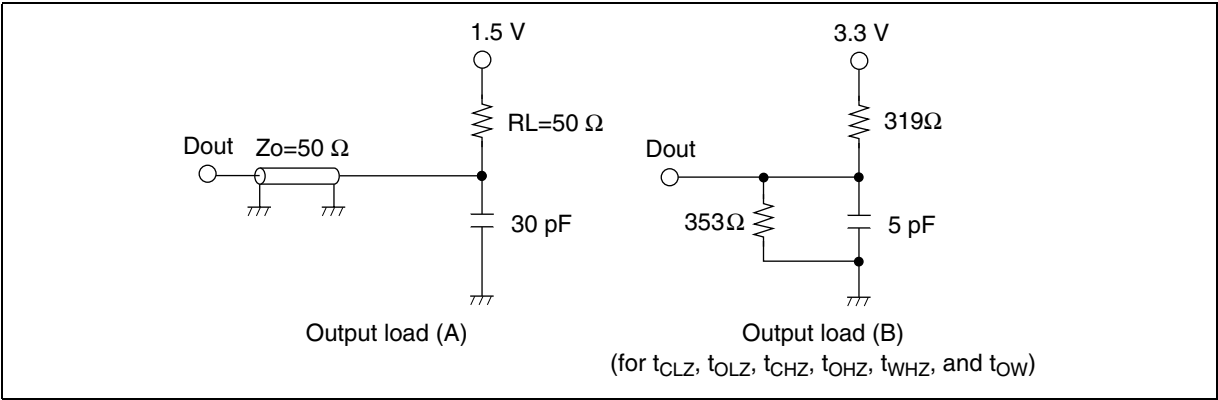 1.5 V
RL=50 Ω
Dout
Zo=50 Ω
30 pF
Output load (A)
3.3 V
319Ω
Dout
353Ω
5 pF
Output load (B)
(for tCLZ, tOLZ, tCHZ, tOHZ, tWHZ, and tOW)